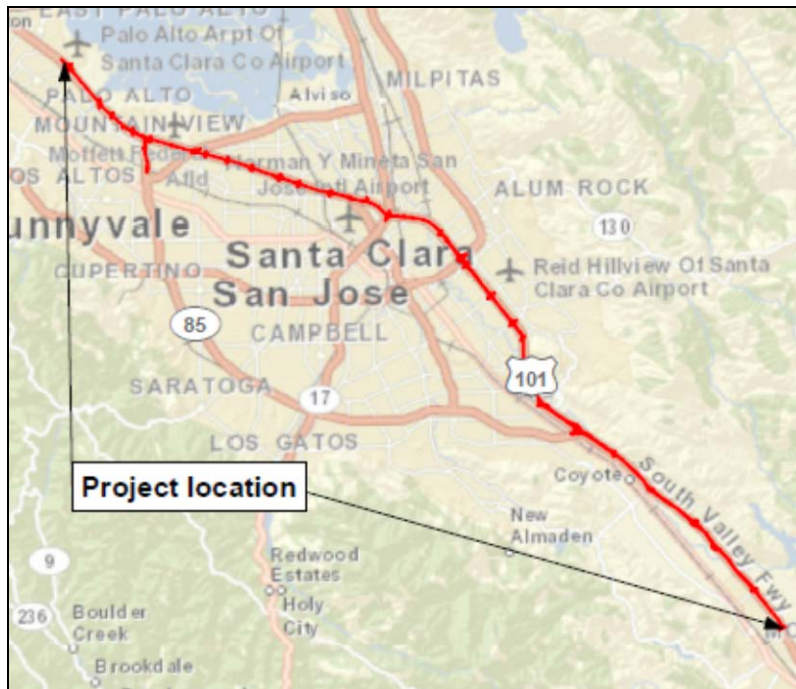 EAST PALO ALTO
Palo Alto Arpt Of
Santa Clara Co Airport
MILPITAS
Alviso
PALO ALTO
MOUNTAIN VIEW
Moffett Federal
Afld
Norman Y Mineta San
Jose Intl Airport
OS ALTOS
ALUM ROCK
130
unnyvale
Santa Clara
San Jose
Reid Hillview Of Santa
Clara Co Airport
CUPERTINO
85
CAMPBELL
101
SARATOGA
17
LOS GATOS
Project location
Coyote
South Valley Fwy
New
Almaden
9
Redwood
Estates
Holy
City
236
Boulder
Creek
Brookdale